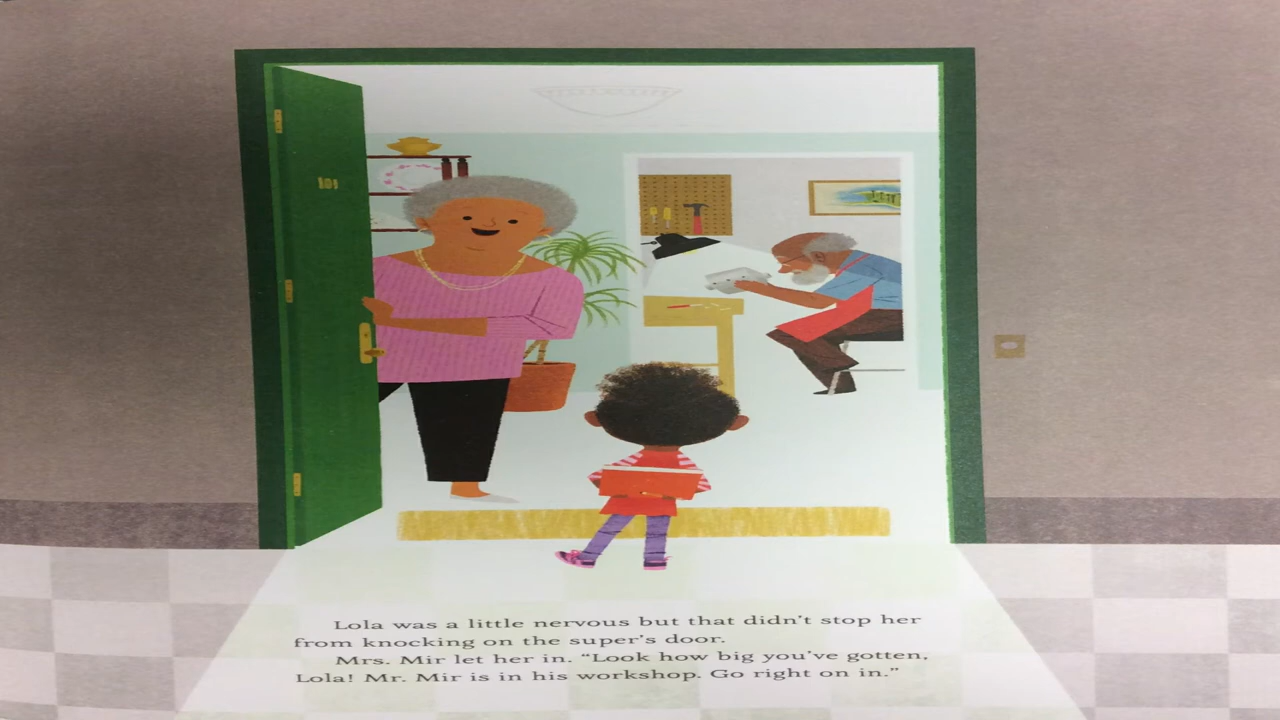 101
Lola was a little nervous but that didn't stop her
from knocking on the super's door.
Mrs. Mir let her in. “Look how big you've gotten,
Lola! Mr. Mir is in his workshop. Go right on in.”